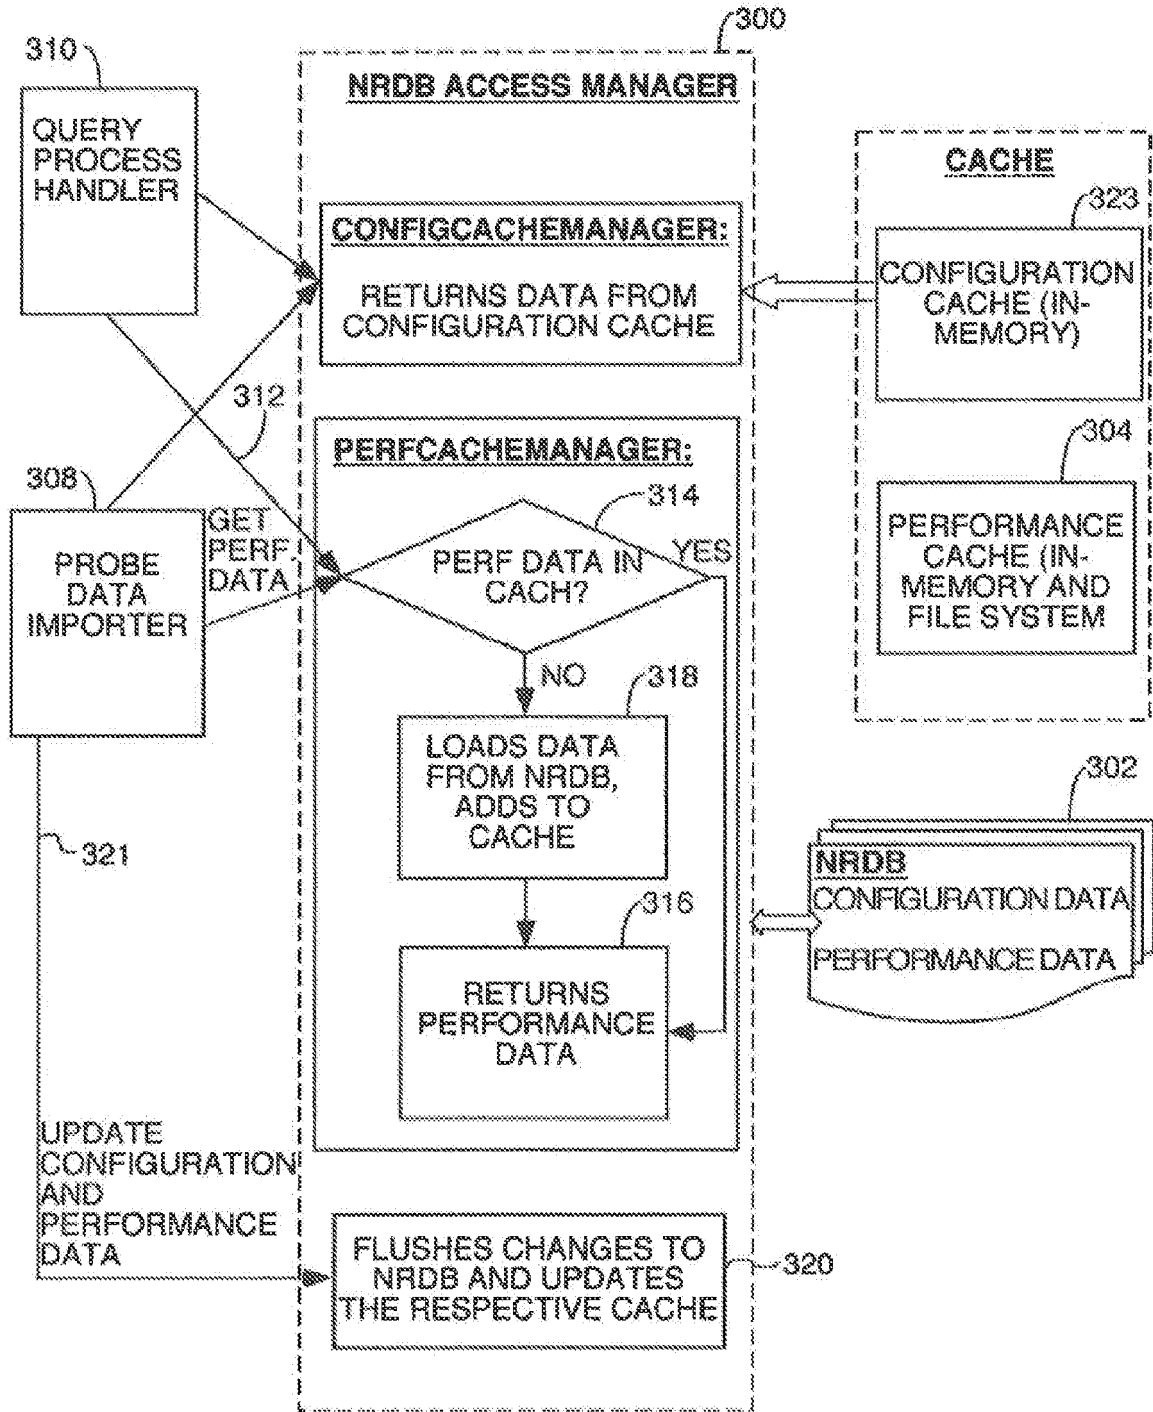 300
310
NRDB ACCESS MANAGER
QUERY
PROCESS
HANDLER
CACHE
323
CONFIGCACHEMANAGER:
RETURNS DATA FROM
CONFIGURATION CACHE
CONFIGURATION
CACHE (IN-
MEMORY)
312
PERFCACHEMANAGER:
304
308
314
GET
PERF.
DATA
PROBE
DATA
IMPORTER
PERF DATA IN
CACH?
YES
PERFORMANCE
CACHE (IN-
MEMORY AND
FILE SYSTEM
NO
318
LOADS DATA
FROM NRDB,
ADDS TO
CACHE
302
321
NRDB
CONFIGURATION DATA
PERFORMANCE DATA
316
RETURNS
PERFORMANCE
DATA
UPDATE
CONFIGURATION
AND
PERFORMANCE
DATA
FLUSHES CHANGES TO
NRDB AND UPDATES
THE RESPECTIVE CACHE
320